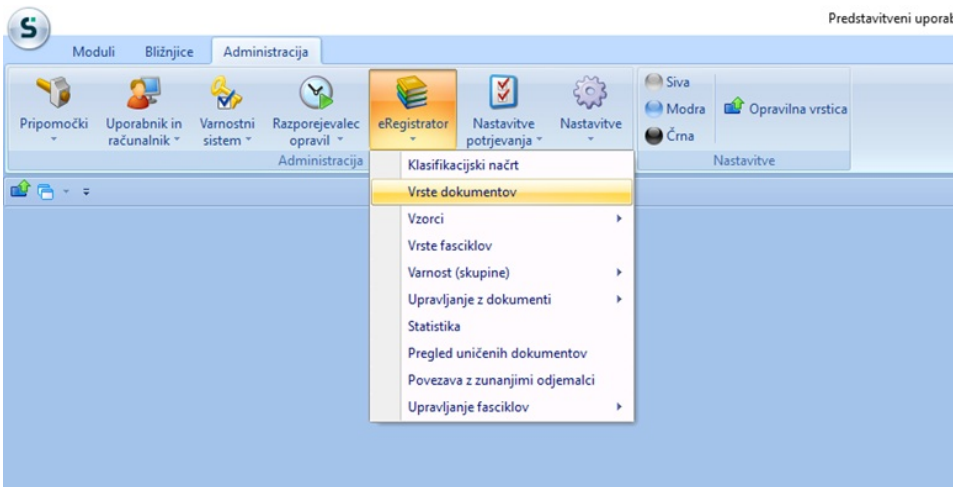 Predstavitveni uporab
S
Moduli Bližnjice Administracija
Pripomočki
Uporabnik in računalnik
Varnostni sistem
Razporejevalec opravil
eRegistrator
Nastavitve potrjevanja
Nastavitve
Siva
Modra
Črna
Opravilna vrstica
Administracija
Nastavitve
Klasifikacijski načrt
Vrste dokumentov
Vzorci
Vrste fasciklov
Varnost (skupine)
Upravljanje z dokumenti
Statistika
Pregled uničenih dokumentov
Povezava z zunanjimi odjemalci
Upravljanje fasciklov